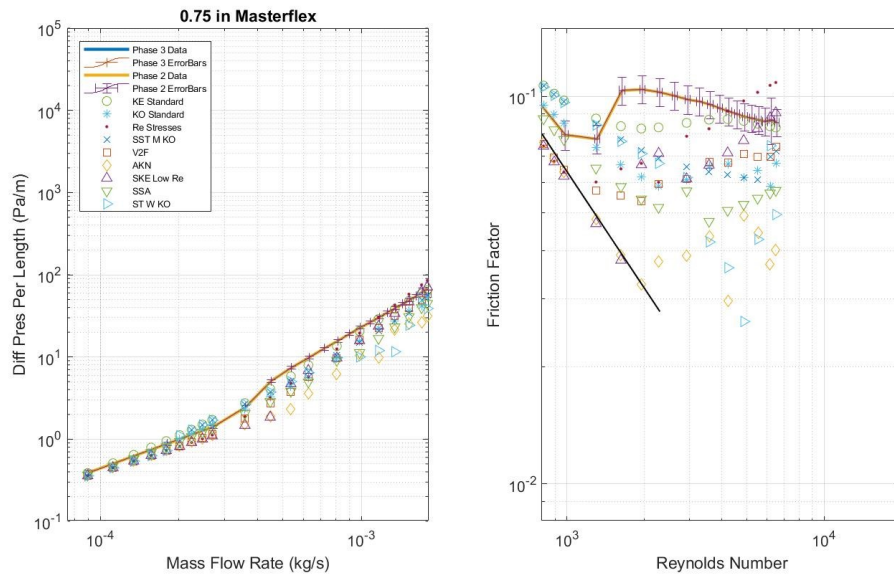 0.75 in Masterflex
10^5
10^4
10^3
10^2
10^1
10^0
10^-1
Diff Pres Per Length (Pa/m)
Phase 3 Data
Phase 3 ErrorBars
Phase 2 Data
Phase 2 ErrorBars
KE Standard
KO Standard
Re Stresses
SST M KO
V2F
AKN
SKE Low Re
SSA
ST W KO
10^-4
10^-3
Mass Flow Rate (kg/s)
10^-1
10^-2
Friction Factor
10^3
10^4
Reynolds Number